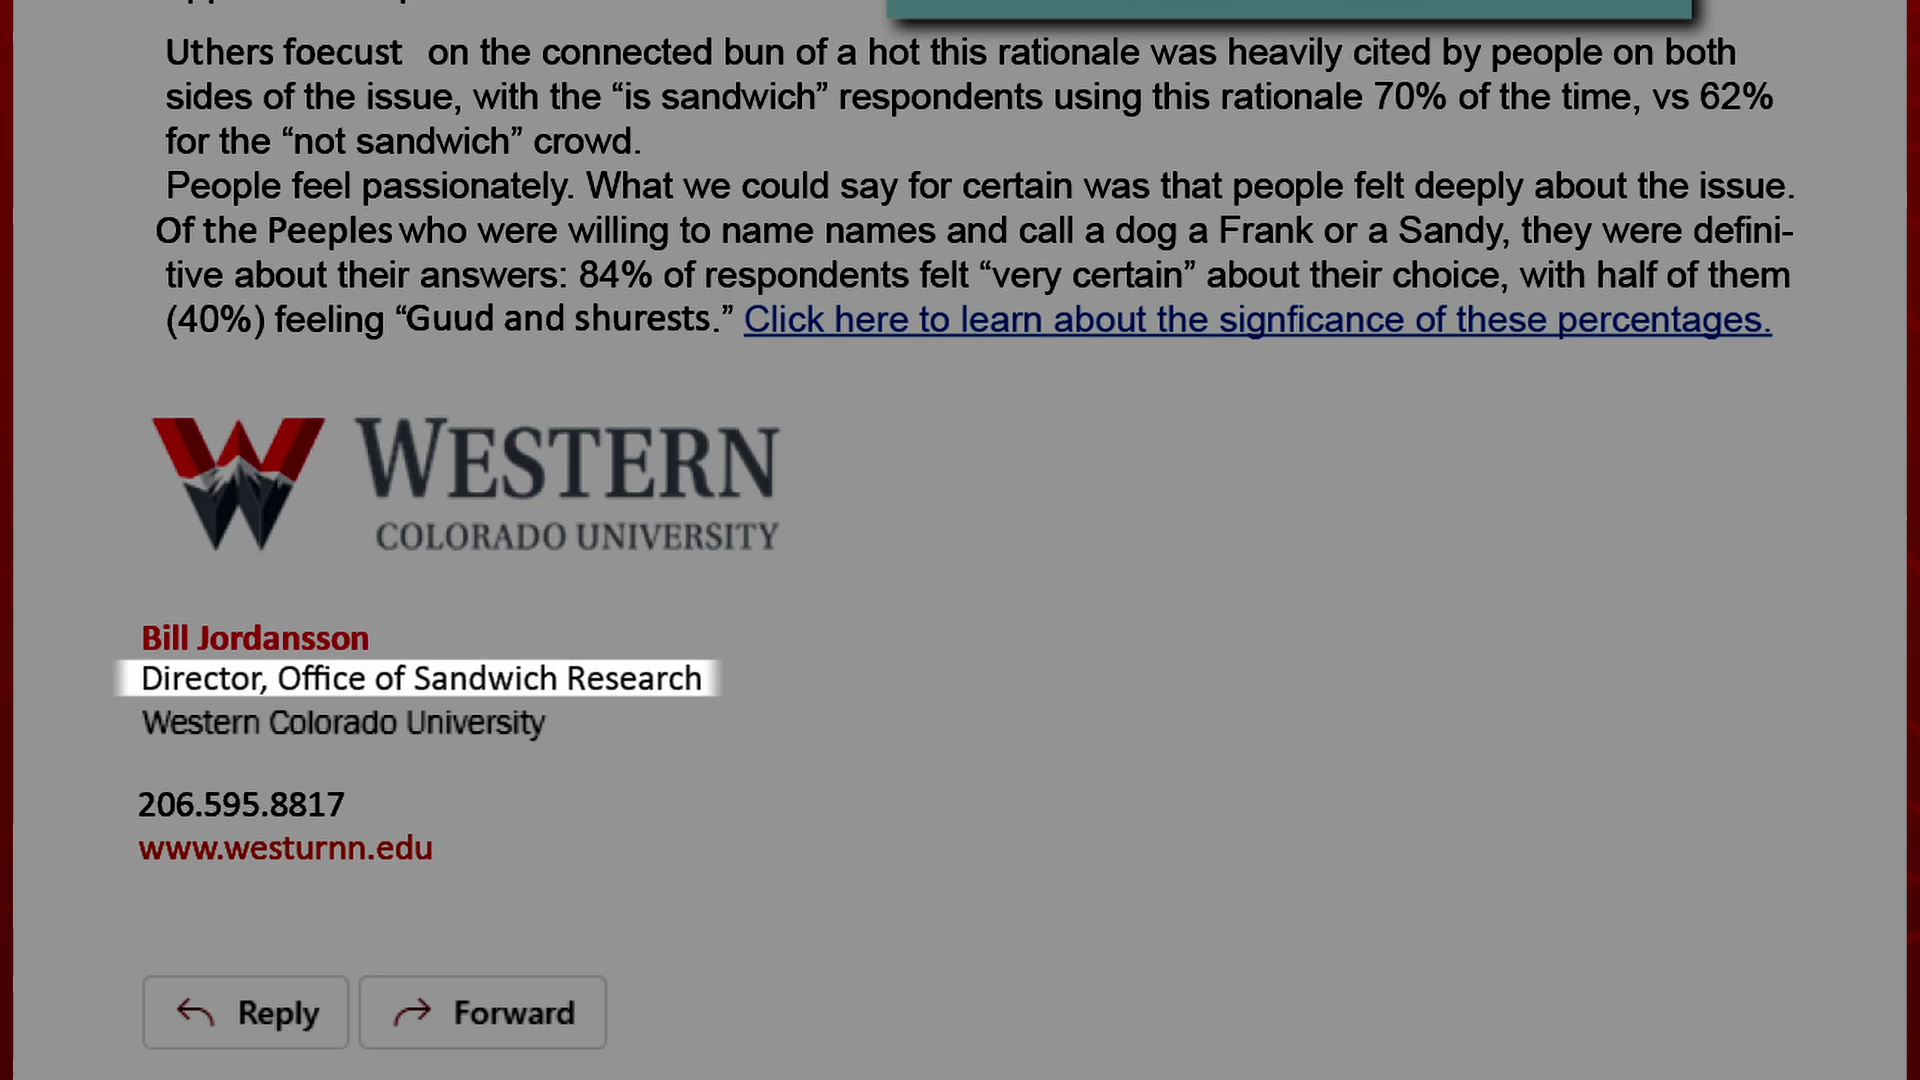 Uthers foecust on the connected bun of a hot this rationale was heavily cited by people on both
sides of the issue, with the “is sandwich” respondents using this rationale 70% of the time, vs 62%
for the “not sandwich” crowd.
People feel passionately. What we could say for certain was that people felt deeply about the issue.
Of the Peeples who were willing to name names and call a dog a Frank or a Sandy, they were defini-
tive about their answers: 84% of respondents felt “very certain” about their choice, with half of them
(40%) feeling “Guud and shurests.” Click here to learn about the signficance of these percentages.
WESTERN
COLORADO UNIVERSITY
Bill Jordansson
Director, Office of Sandwich Research
Western Colorado University
206.595.8817
www.westurnn.edu
Reply Forward